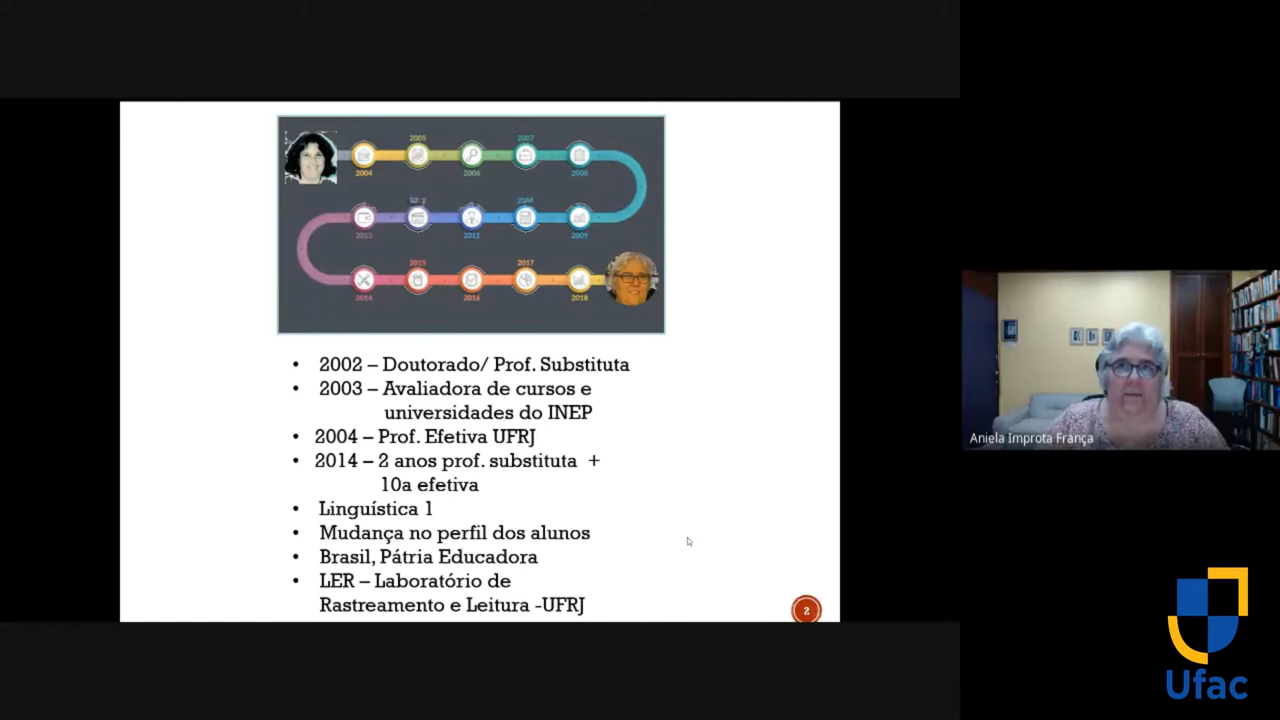 2005
2007
2004
2006
2008
2013
2011
2009
2015
2017
2014
2016
2018
• 2002 – Doutorado/ Prof. Substituta
• 2003 – Avaliadora de cursos e
universidades do INEP
• 2004 – Prof. Efetiva UFRJ
• 2014 – 2 anos prof. substituta +
10a efetiva
• Linguística 1
• Mudança no perfil dos alunos
• Brasil, Pátria Educadora
• LER – Laboratório de
Rastreamento e Leitura -UFRJ
2
Aniela Improta França
Ufac